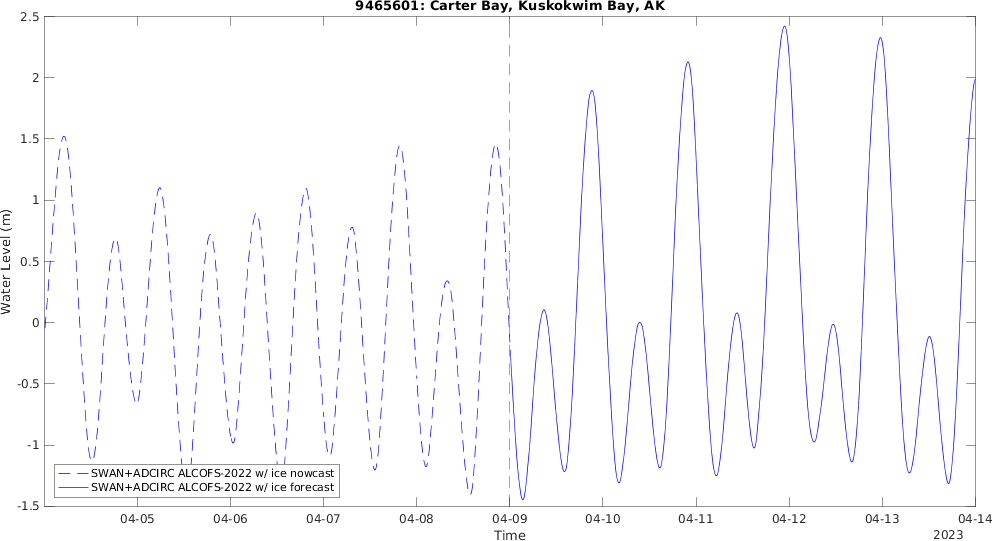 9465601: Carter Bay, Kuskokwim Bay, AK
2.5
2
1.5
1
0.5
0
-0.5
-1
-1.5
Water Level (m)
SWAN+ADCIRC ALCOFS-2022 w/ ice nowcast
SWAN+ADCIRC ALCOFS-2022 w/ ice forecast
04-05 04-06 04-07 04-08 04-09 04-10 04-11 04-12 04-13 04-14
Time
2023